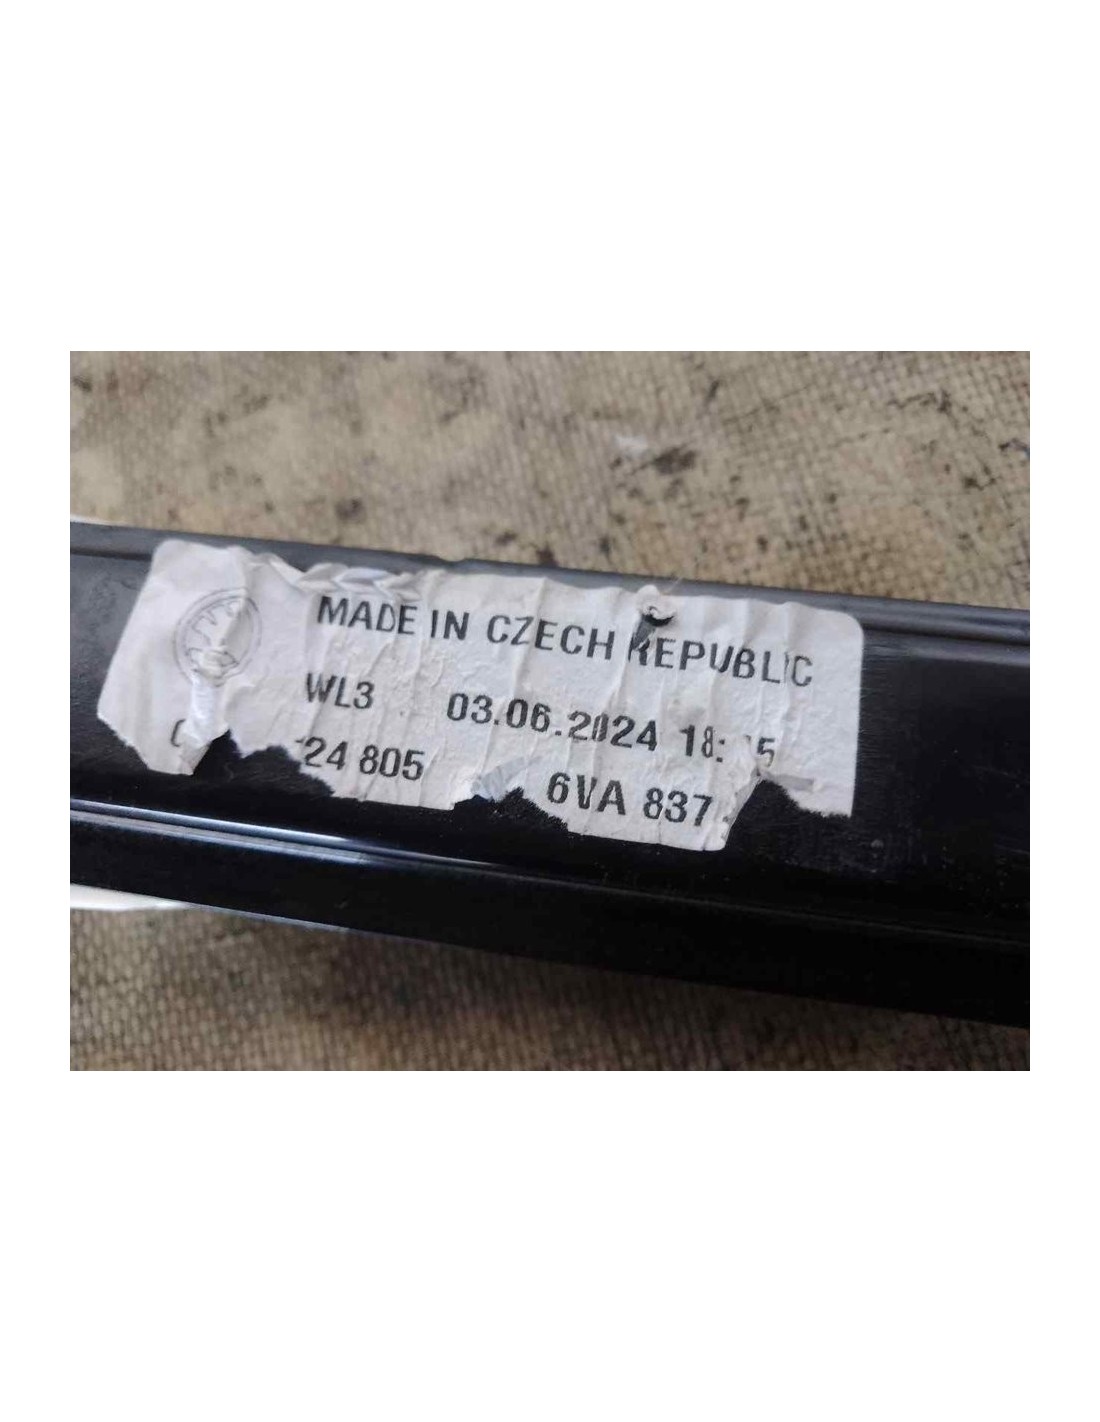 MADE IN CZECH REPUBLIC
WL3 03.06.2024
24 805 6VA 837